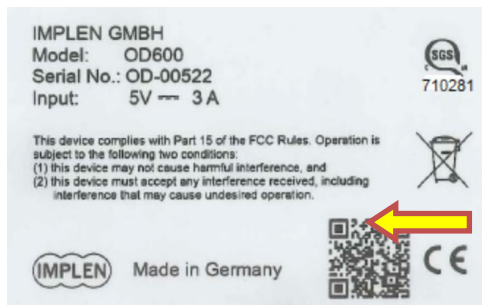 IMPLEN GMBH
Model: OD600
Serial No.: OD-00522
Input: 5V ⎓ 3 A
SGS
710281
This device complies with Part 15 of the FCC Rules. Operation is
subject to the following two conditions:
(1) this device may not cause harmful interference, and
(2) this device must accept any interference received, including
interference that may cause undesired operation.
IMPLEN
Made in Germany
CE